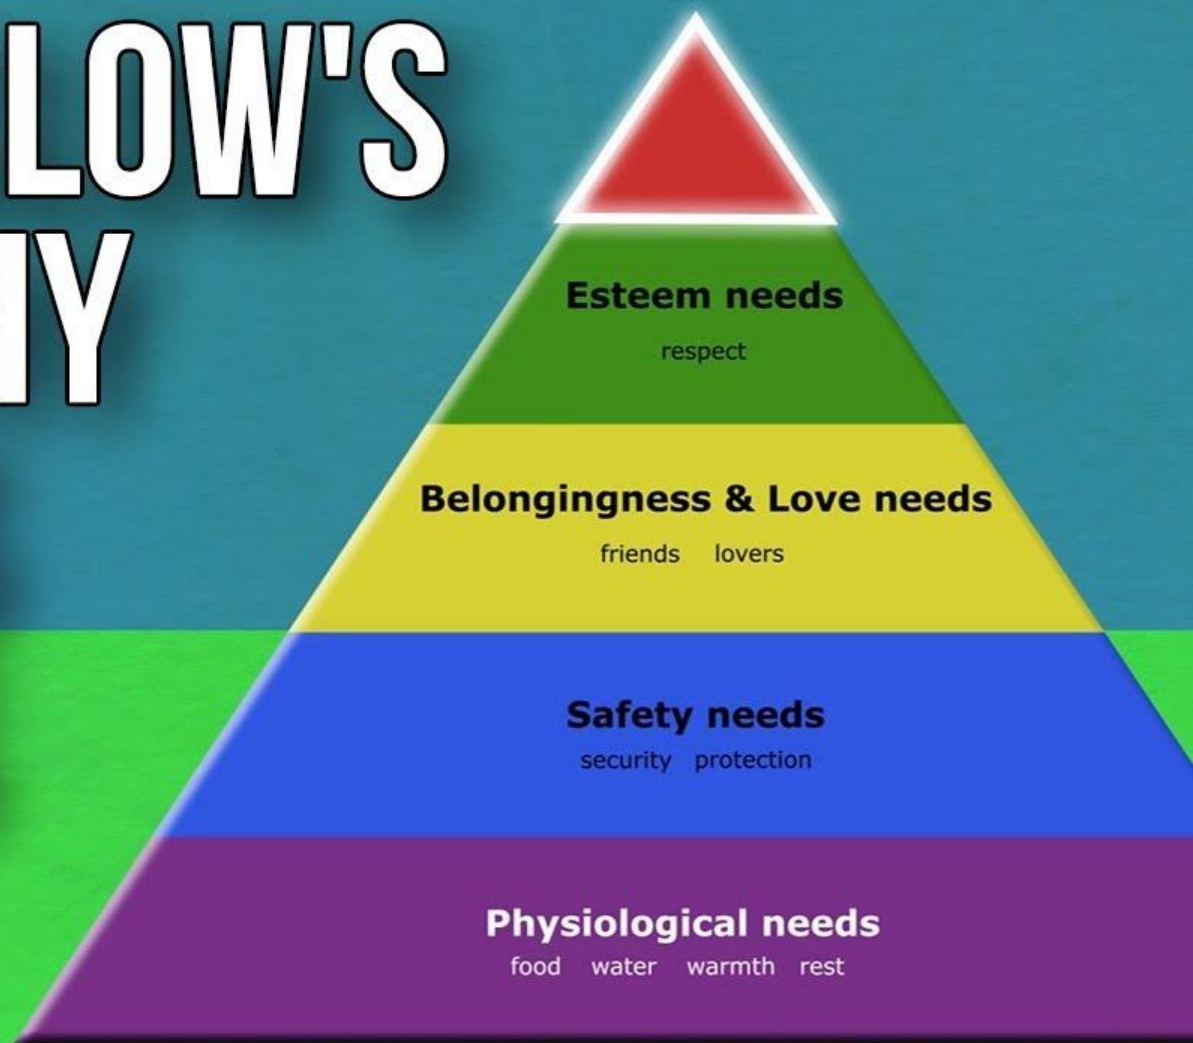 LOW'S
HY
Esteem needs
respect
Belongingness & Love needs
friends lovers
Safety needs
security protection
Physiological needs
food water warmth rest